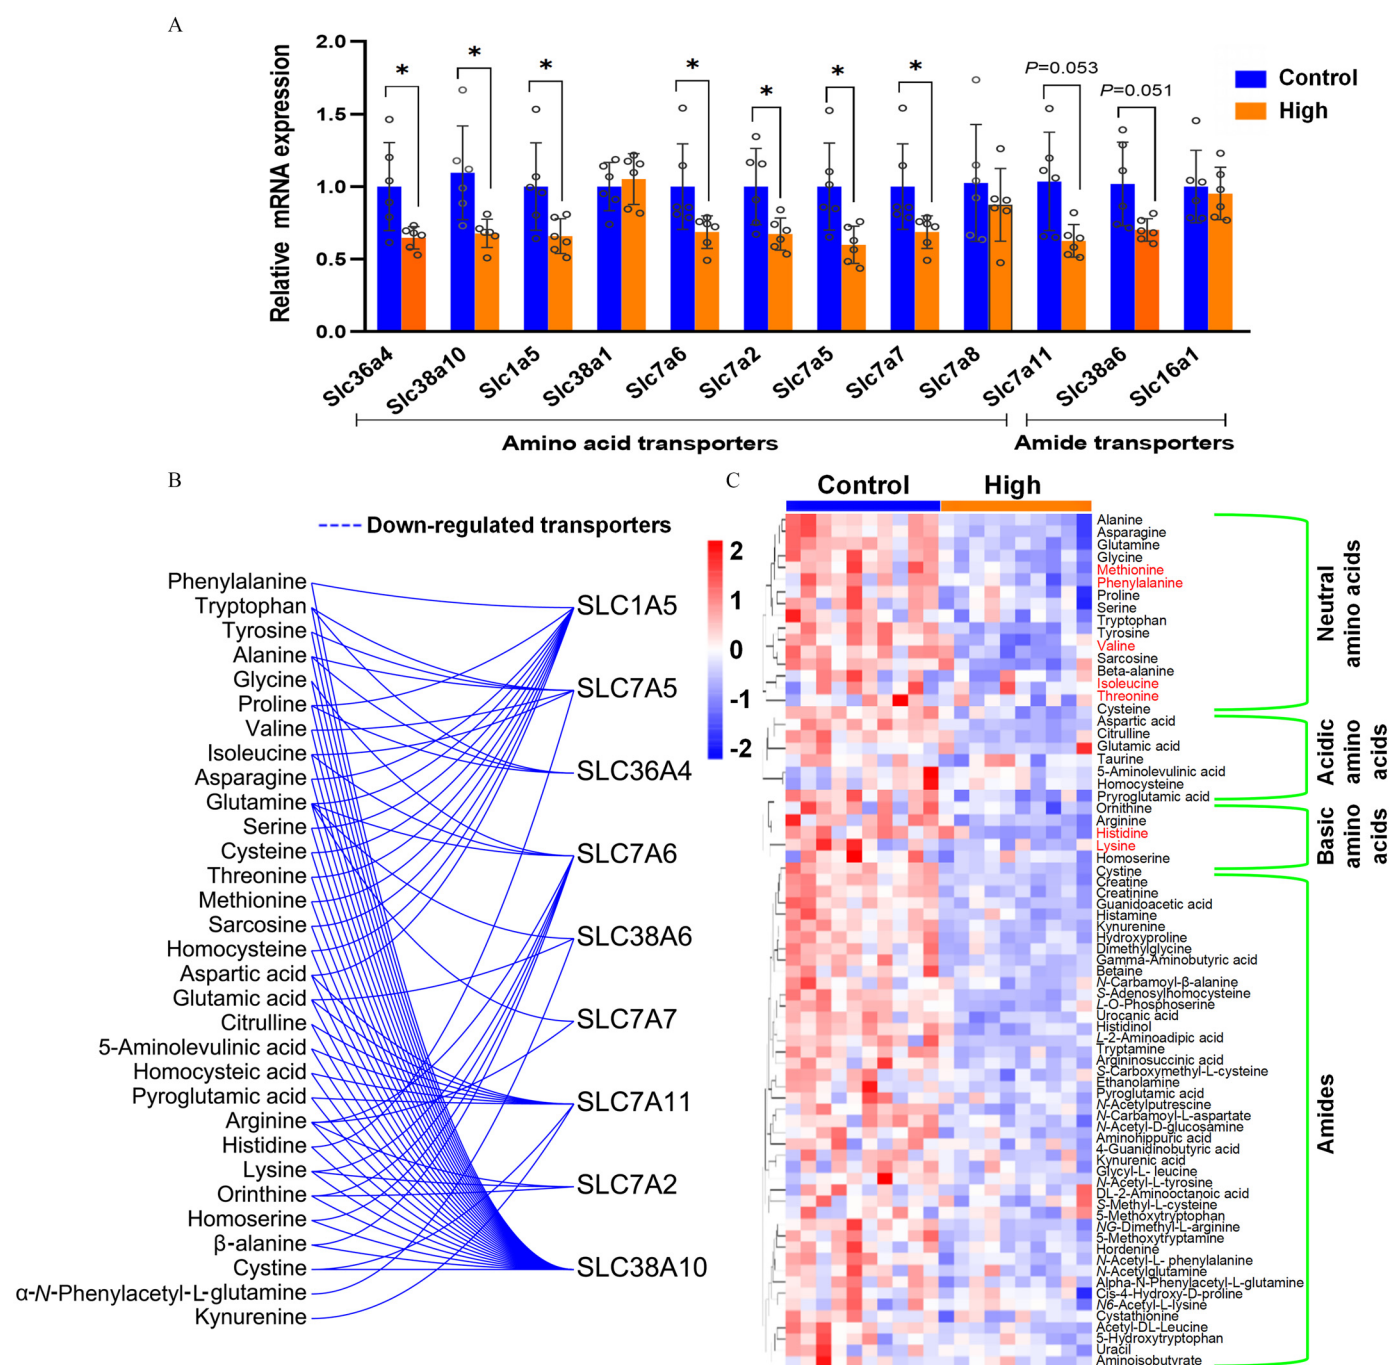 A
Relative mRNA expression
2.0
1.5
1.0
0.5
0.0
*
*
*
*
*
*
*
P=0.053
P=0.051
Control
High
Slc36a4
Slc38a10
Slc1a5
Slc38a1
Slc7a6
Slc7a2
Slc7a5
Slc7a7
Slc7a8
Slc7a11
Slc38a6
Slc16a1
Amino acid transporters
Amide transporters
B
Down-regulated transporters
Phenylalanine
Tryptophan
Tyrosine
Alanine
Glycine
Proline
Valine
Isoleucine
Asparagine
Glutamine
Serine
Cysteine
Threonine
Methionine
Sarcosine
Homocysteine
Aspartic acid
Glutamic acid
Citrulline
5-Aminolevulinic acid
Homocysteic acid
Pyroglutamic acid
Arginine
Histidine
Lysine
Orinthine
Homoserine
β-alanine
Cystine
α-N-Phenylacetyl-L-glutamine
Kynurenine
SLC1A5
SLC7A5
SLC36A4
SLC7A6
SLC38A6
SLC7A7
SLC7A11
SLC7A2
SLC38A10
C
Control
High
2
1
0
-1
-2
Alanine
Asparagine
Glutamine
Glycine
Methionine
Phenylalanine
Proline
Serine
Tryptophan
Tyrosine
Valine
Sarcosine
Beta-alanine
Isoleucine
Threonine
Cysteine
Aspartic acid
Citrulline
Glutamic acid
Taurine
5-Aminolevulinic acid
Homocysteine
Pryroglutamic acid
Ornithine
Arginine
Histidine
Lysine
Homoserine
Cystine
Creatine
Creatinine
Guanidoacetic acid
Histamine
Kynurenine
Hydroxyproline
Dimethylglycine
Gamma-Aminobutyric acid
Betaine
N-Carbamoyl-β-alanine
S-Adenosylhomocysteine
L-O-Phosphoserine
Urocanic acid
Histidinol
L-2-Aminoadipic acid
Tryptamine
Argininosuccinic acid
S-Carboxymethyl-L-cysteine
Ethanolamine
Pyroglutamic acid
N-Acetylputrescine
N-Carbamoyl-L-aspartate
N-Acetyl-D-glucosamine
Aminohippuric acid
4-Guanidinobutyric acid
Kynurenic acid
Glycyl-L- leucine
N-Acetyl-L-tyrosine
DL-2-Aminooctanoic acid
S-Methyl-L-cysteine
5-Methoxytryptophan
NG-Dimethyl-L-arginine
5-Methoxytryptamine
Hordenine
N-Acetyl-L- phenylalanine
N-Acetylglutamine
Alpha-N-Phenylacetyl-L-glutamine
Cis-4-Hydroxy-D-proline
N6-Acetyl-L-lysine
Cystathionine
Acetyl-DL-Leucine
5-Hydroxytryptophan
Uracil
Aminoisobutyrate
Neutral
amino acids
Acidic
amino
acids
Basic
amino
acids
Amides